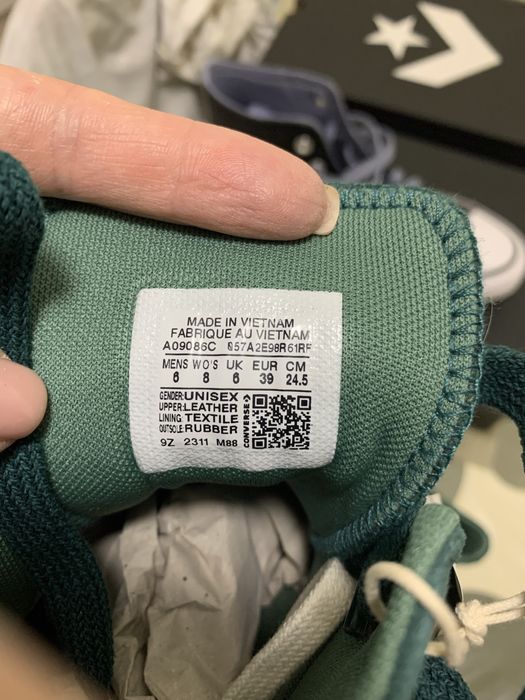 MADE IN VIETNAM
FABRIQUE AU VIETNAM
A09086C 857A2E98R61RF
MENS WO'S UK EUR CM
6 8 6 39 24.5
GENDER:UNISEX
UPPER:LEATHER
LINING: TEXTILE
OUTSOLE:RUBBER
9Z 2311 M88
CONVERSE